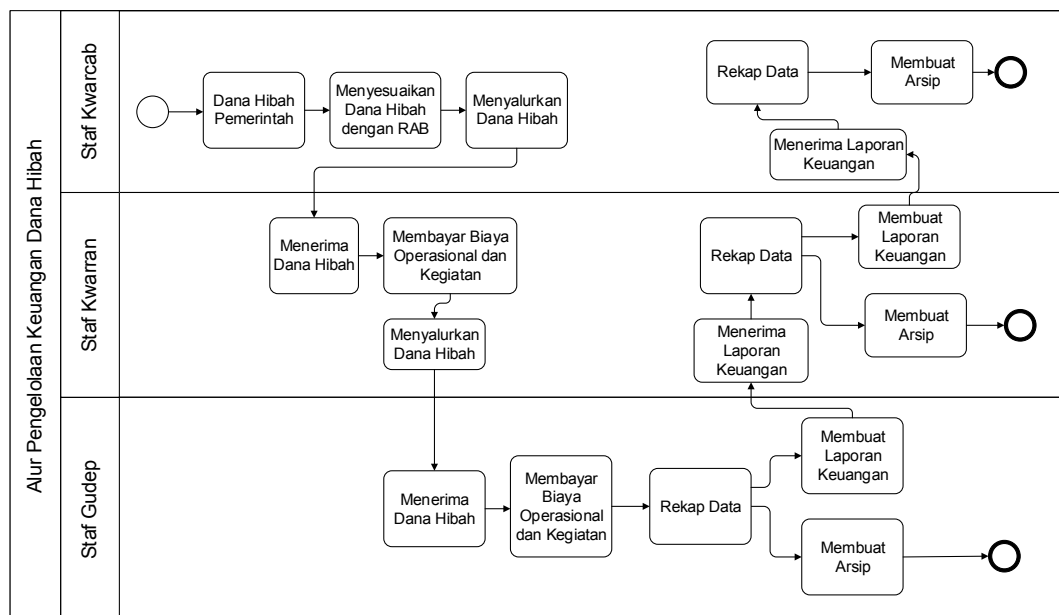 Alur Pengelolaan Keuangan Dana Hibah
Staf Kwarcab
Dana Hibah
Pemerintah
Menyesuaikan
Dana Hibah
dengan RAB
Menyalurkan
Dana Hibah
Rekap Data
Membuat
Arsip
Menerima Laporan
Keuangan
Staf Kwarran
Menerima
Dana Hibah
Membayar Biaya
Operasional dan
Kegiatan
Menyalurkan
Dana Hibah
Rekap Data
Membuat
Laporan
Keuangan
Membuat
Arsip
Menerima
Laporan
Keuangan
Staf Gudep
Menerima
Dana Hibah
Membayar
Biaya
Operasional
dan Kegiatan
Rekap Data
Membuat
Laporan
Keuangan
Membuat
Arsip